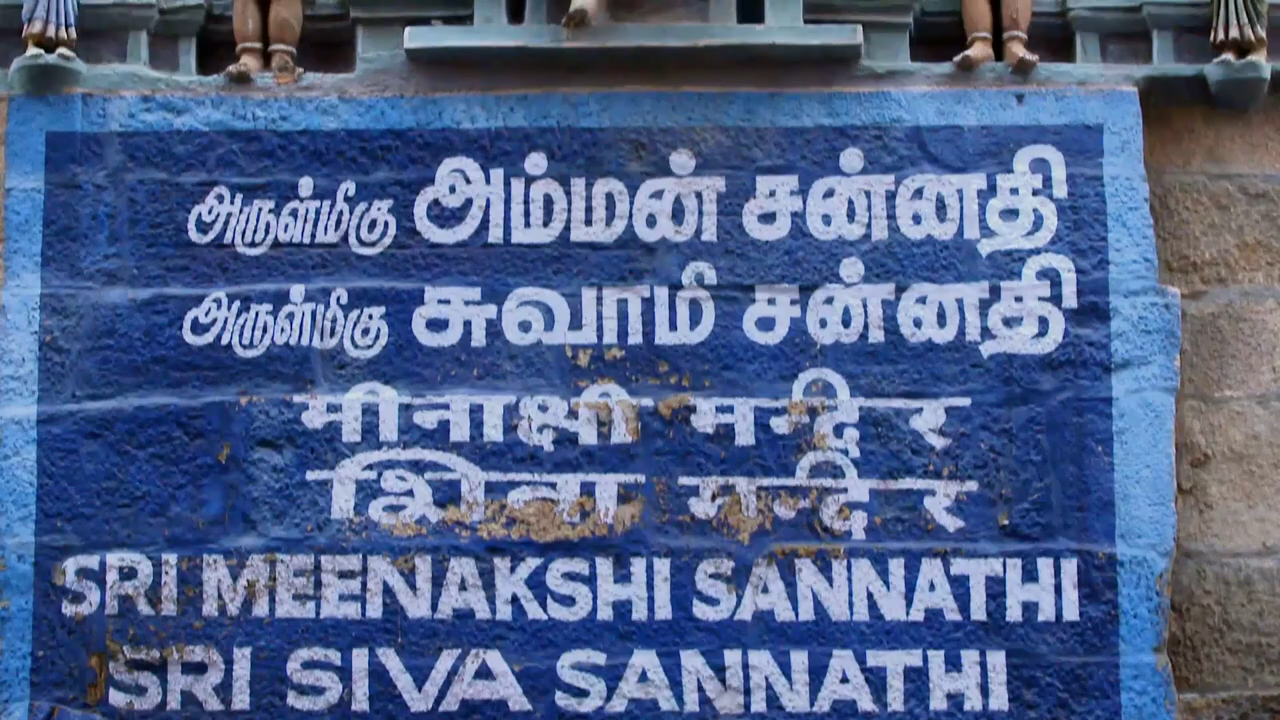 அருள்மிகு அம்மன் சன்னதி
அருள்மிகு சுவாமி சன்னதி
मीनाक्षी मन्दिर
शिवा मन्दिर
SRI MEENAKSHI SANNATHI
SRI SIVA SANNATHI